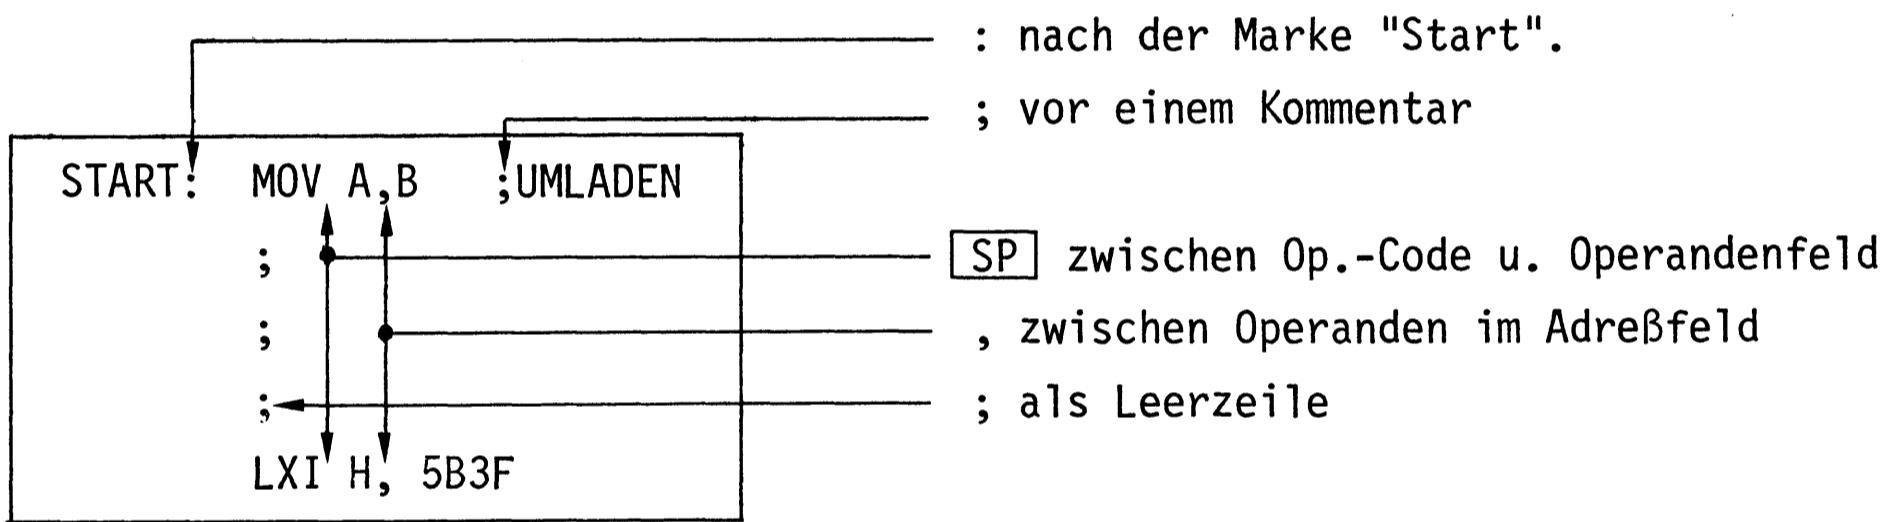 : nach der Marke "Start".
; vor einem Kommentar
START: MOV A,B ;UMLADEN
;
SP zwischen Op.-Code u. Operandenfeld
;
, zwischen Operanden im Adreßfeld
;
; als Leerzeile
LXI H, 5B3F